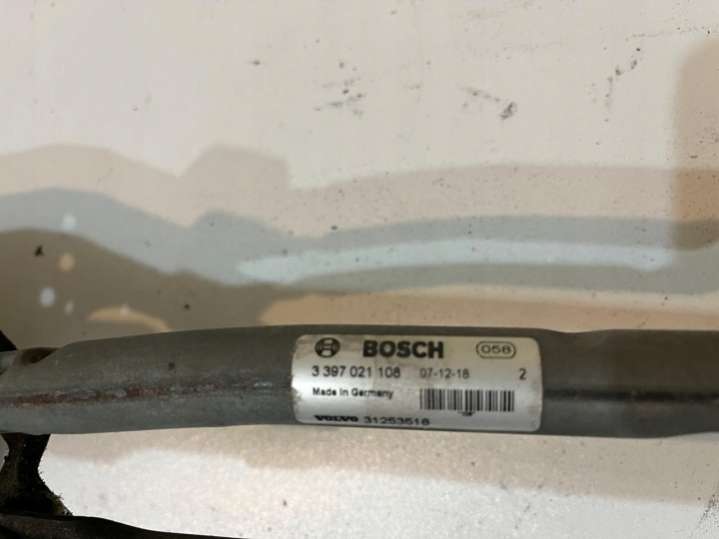 BOSCH 058
3 397 021 108 07-12-18 2
Made in Germany
VOLVO 31253516